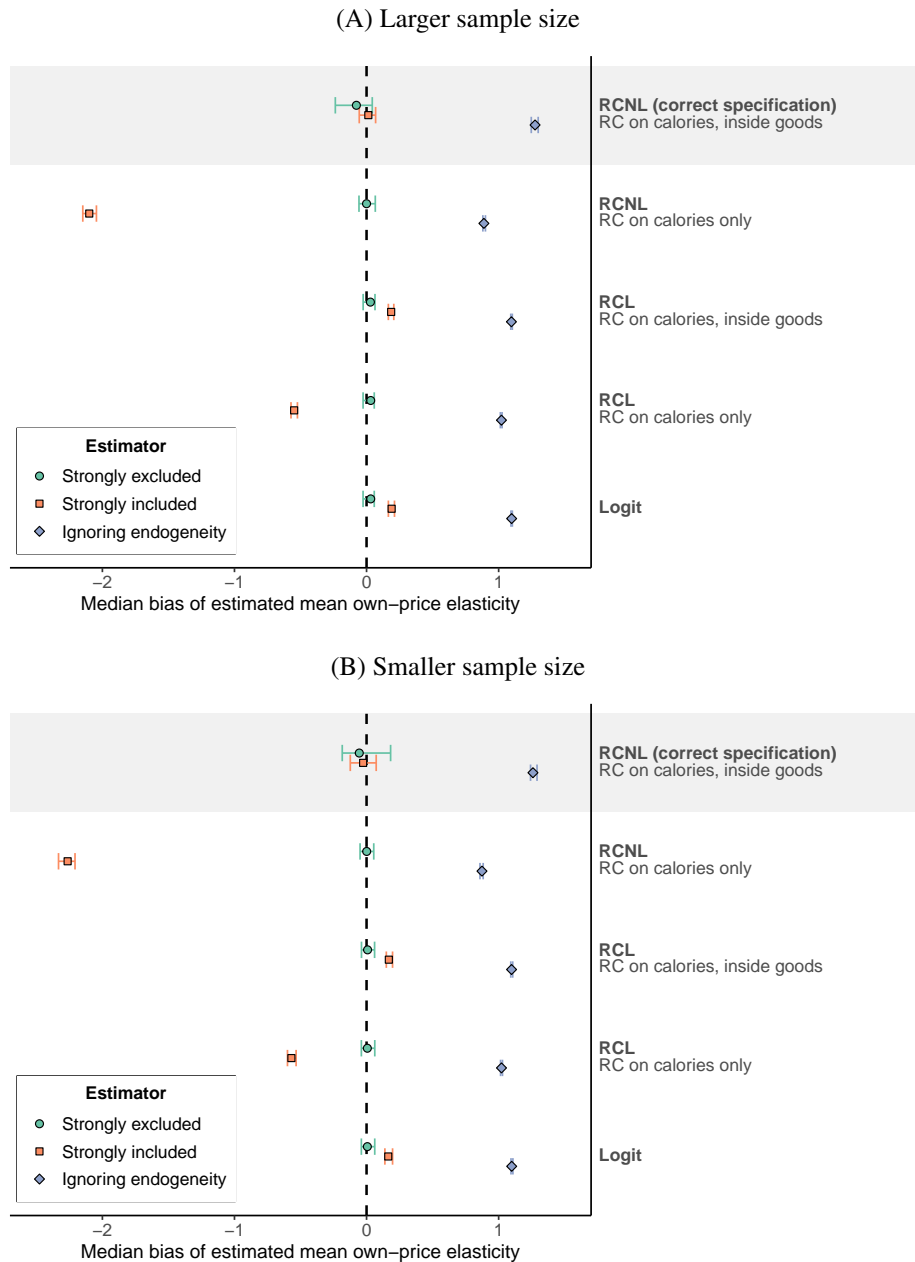 (A) Larger sample size
RCNL (correct specification)
RC on calories, inside goods
RCNL
RC on calories only
RCL
RC on calories, inside goods
RCL
RC on calories only
Logit
Estimator
Strongly excluded
Strongly included
Ignoring endogeneity
−2 −1 0 1
Median bias of estimated mean own−price elasticity
(B) Smaller sample size
RCNL (correct specification)
RC on calories, inside goods
RCNL
RC on calories only
RCL
RC on calories, inside goods
RCL
RC on calories only
Logit
Estimator
Strongly excluded
Strongly included
Ignoring endogeneity
−2 −1 0 1
Median bias of estimated mean own−price elasticity